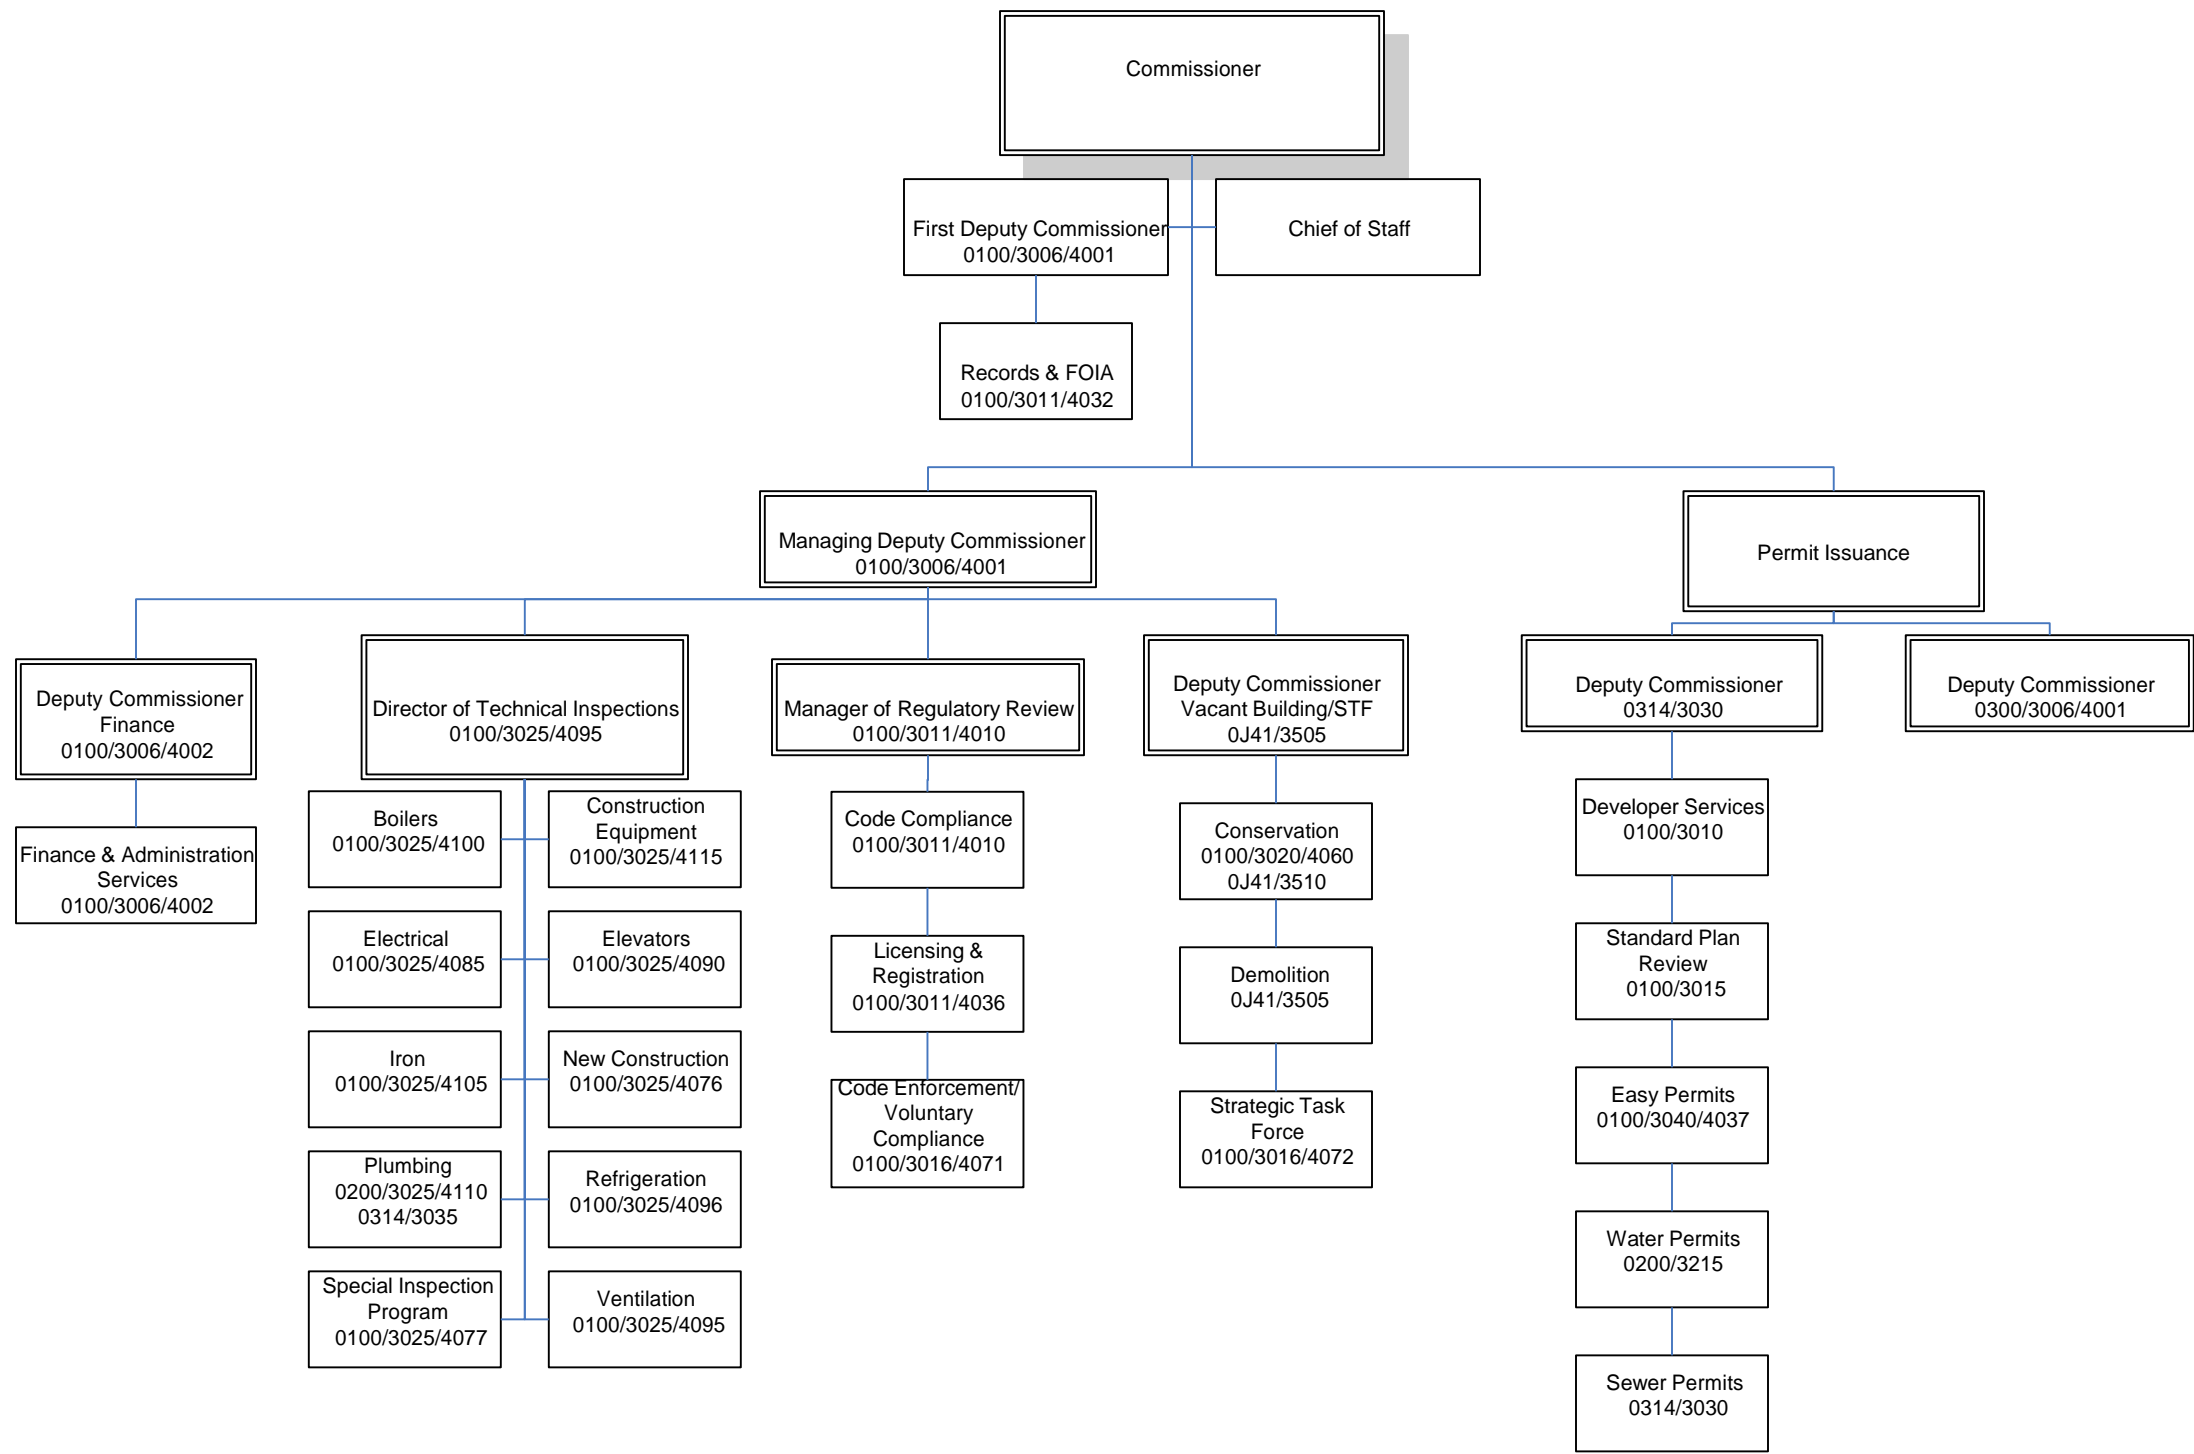 Commissioner
First Deputy Commissioner
0100/3006/4001
Chief of Staff
Records & FOIA
0100/3011/4032
Managing Deputy Commissioner
0100/3006/4001
Permit Issuance
Deputy Commissioner
Finance
0100/3006/4002
Finance & Administration
Services
0100/3006/4002
Director of Technical Inspections
0100/3025/4095
Boilers
0100/3025/4100
Construction
Equipment
0100/3025/4115
Electrical
0100/3025/4085
Elevators
0100/3025/4090
Iron
0100/3025/4105
New Construction
0100/3025/4076
Plumbing
0200/3025/4110
0314/3035
Refrigeration
0100/3025/4096
Special Inspection
Program
0100/3025/4077
Ventilation
0100/3025/4095
Manager of Regulatory Review
0100/3011/4010
Code Compliance
0100/3011/4010
Licensing &
Registration
0100/3011/4036
Code Enforcement/
Voluntary
Compliance
0100/3016/4071
Deputy Commissioner
Vacant Building/STF
0J41/3505
Conservation
0100/3020/4060
0J41/3510
Demolition
0J41/3505
Strategic Task
Force
0100/3016/4072
Deputy Commissioner
0314/3030
Developer Services
0100/3010
Standard Plan
Review
0100/3015
Easy Permits
0100/3040/4037
Water Permits
0200/3215
Sewer Permits
0314/3030
Deputy Commissioner
0300/3006/4001